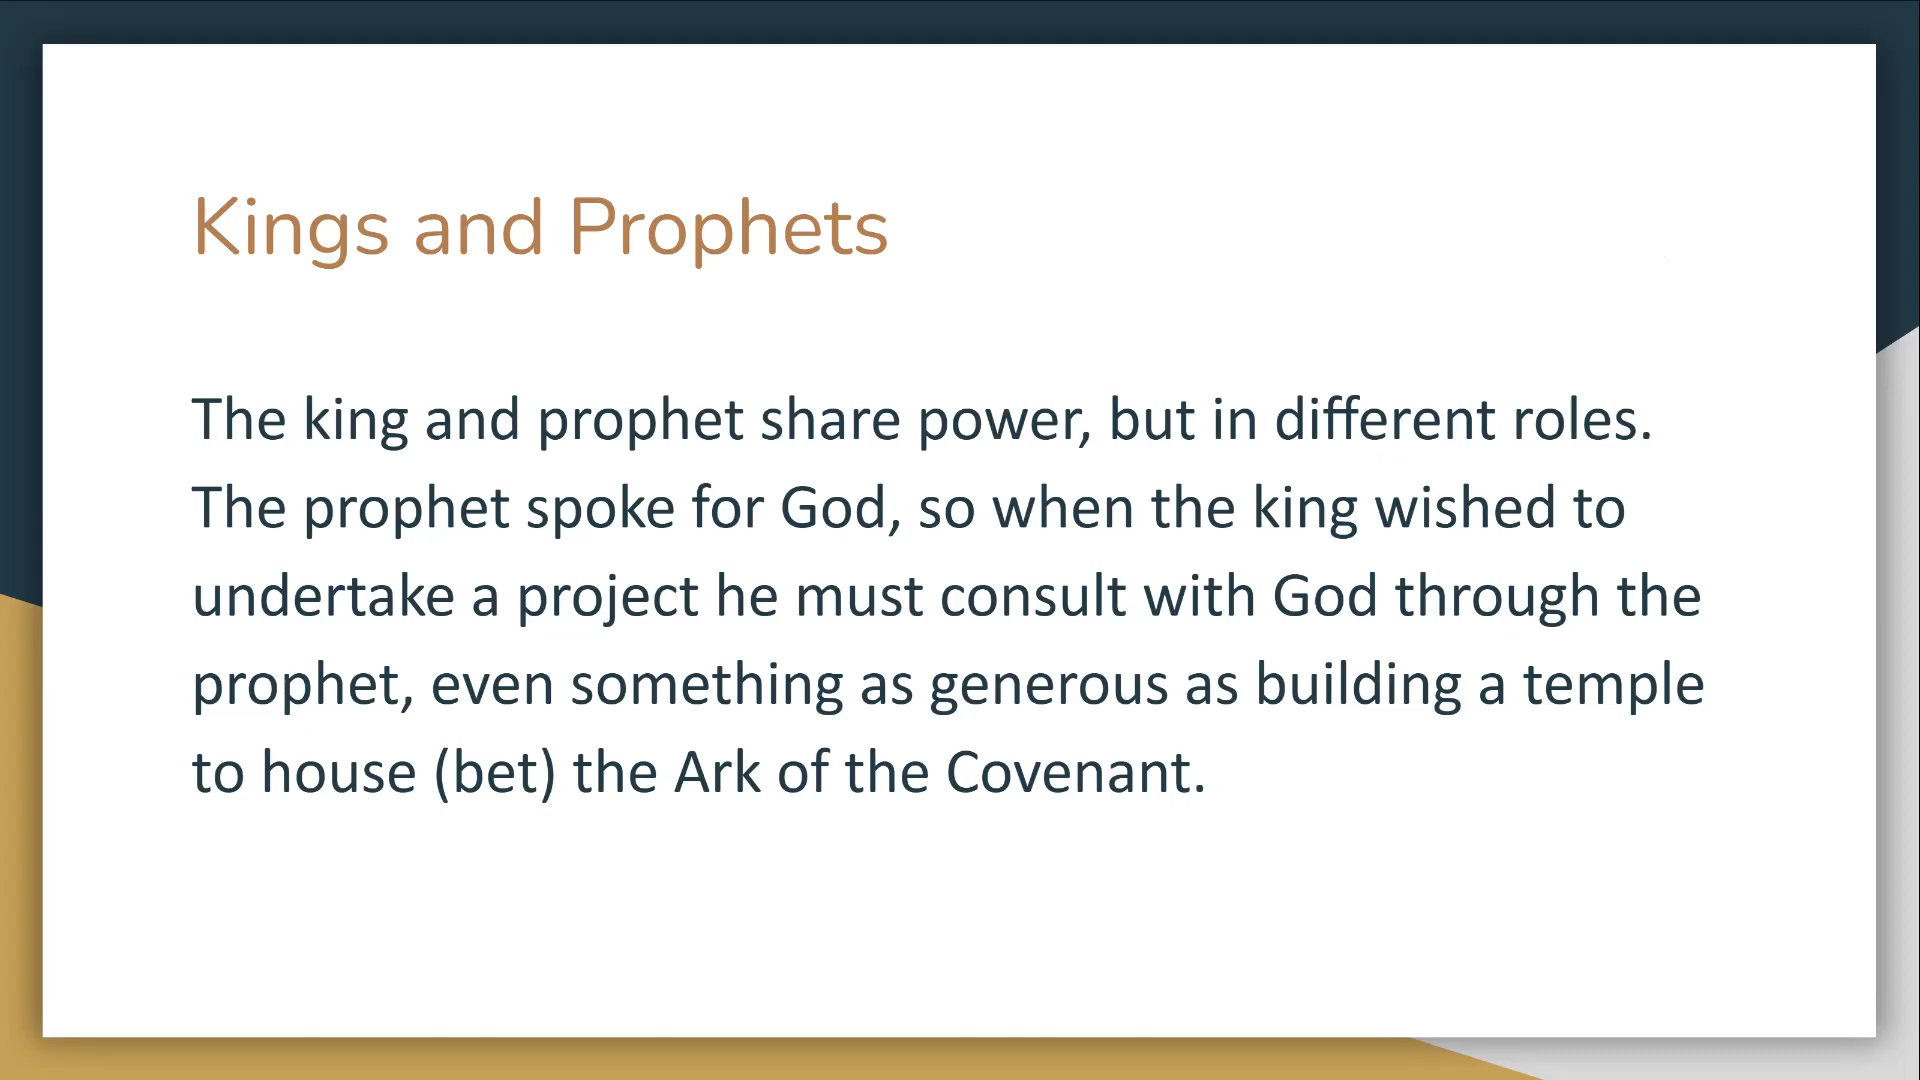 Kings and Prophets
The king and prophet share power, but in different roles.
The prophet spoke for God, so when the king wished to
undertake a project he must consult with God through the
prophet, even something as generous as building a temple
to house (bet) the Ark of the Covenant.